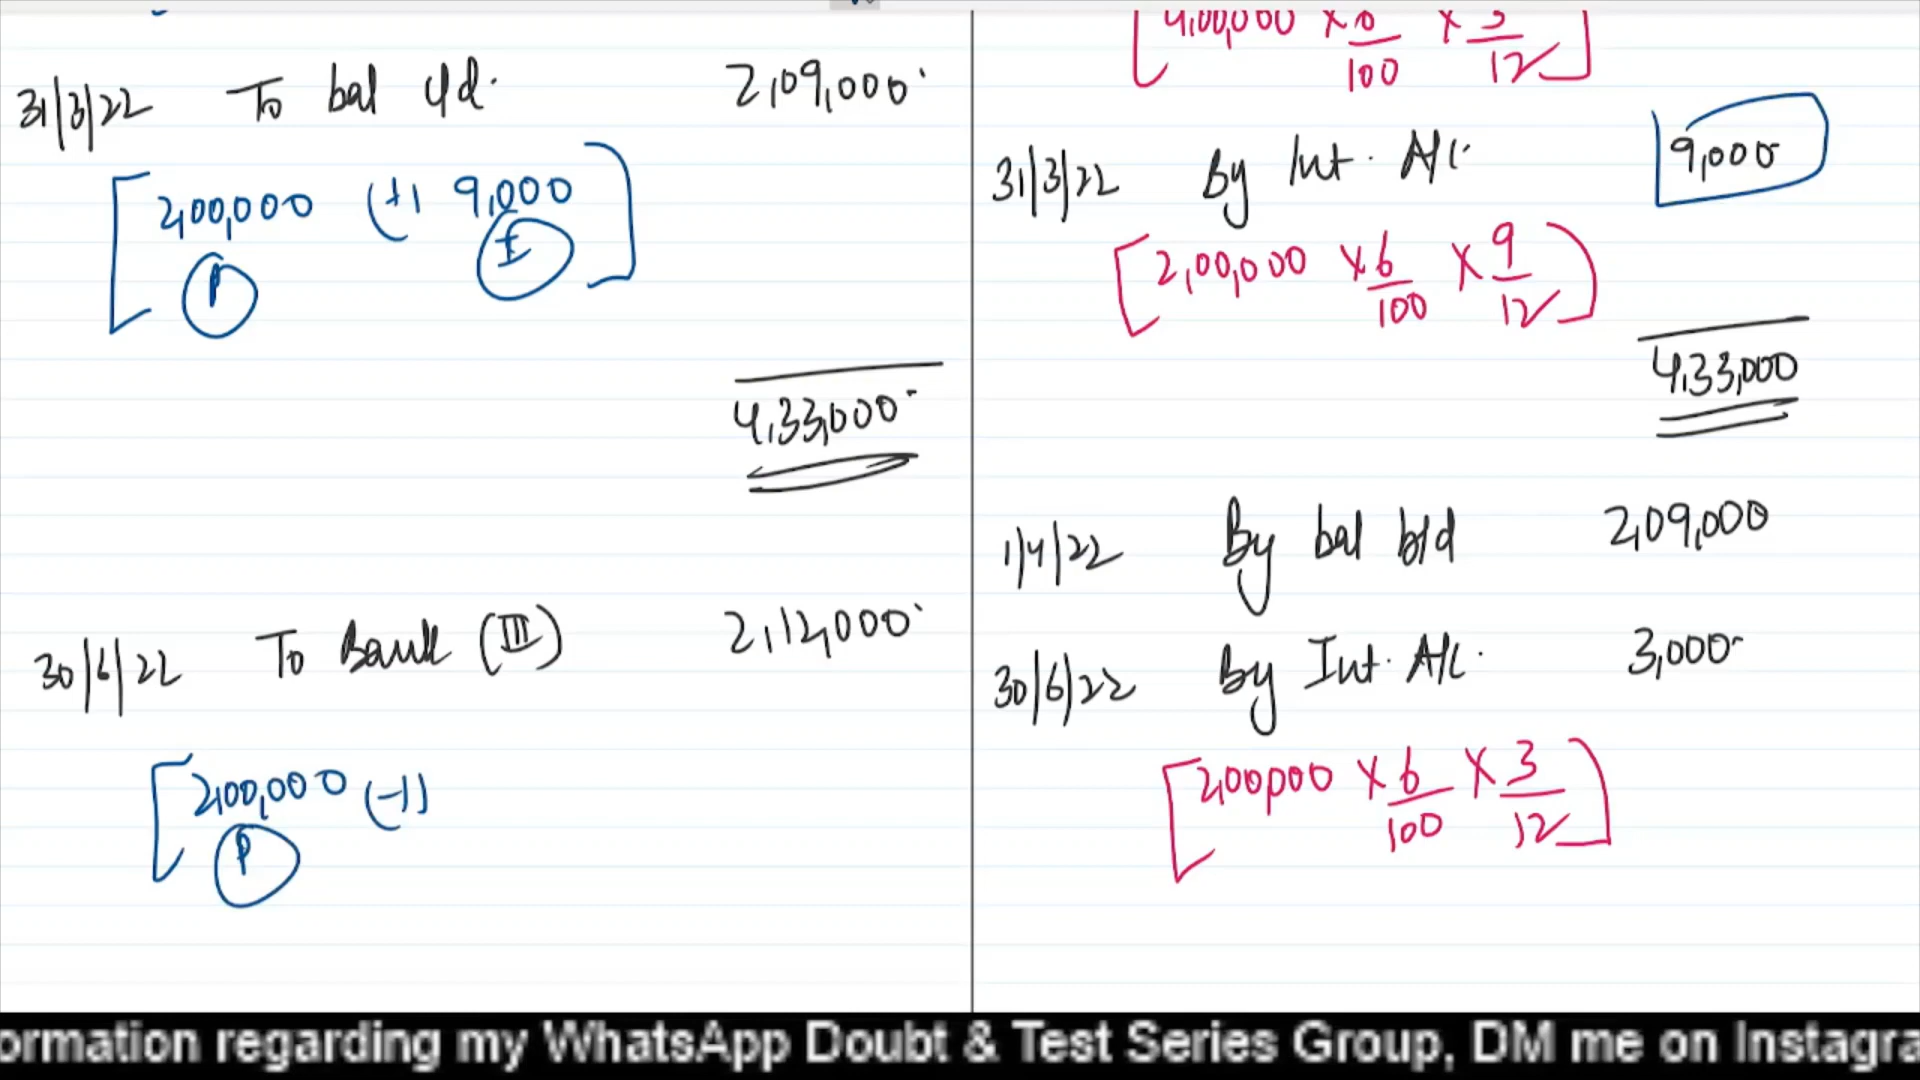 31/3/22 To bal c/d. 2,09,000
[2,00,000 (+) 9,000]
P I
4,33,000
30/6/22 To Bank (III) 2,12,000
[2,00,000 (-1)
P
[4,00,000 × 6/100 × 3/12]
31/3/22 By Int. A/c. 9,000
[2,00,000 × 6/100 × 9/12]
4,33,000
1/4/22 By bal b/d 2,09,000
30/6/22 By Int. A/c. 3,000
[2,00,000 × 6/100 × 3/12]
ormation regarding my WhatsApp Doubt & Test Series Group, DM me on Instagra